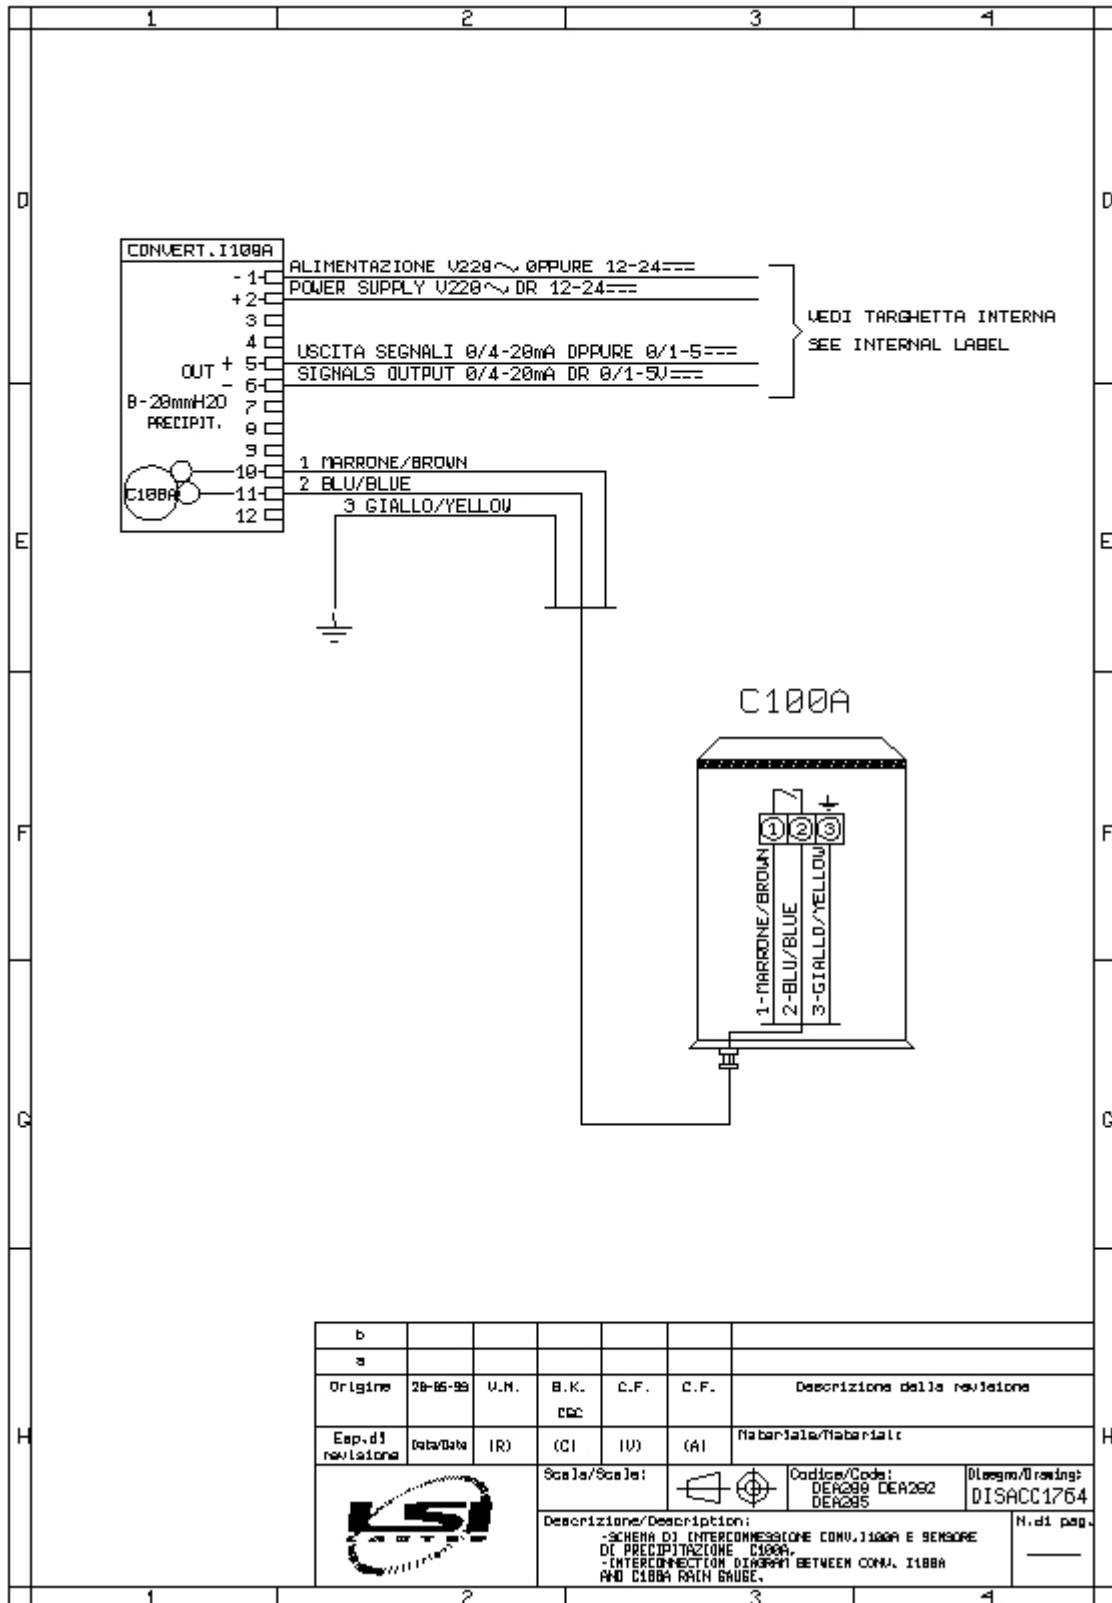 1 2 3 4
D D
CONVERT.I100A
ALIMENTAZIONE V220~ OPPURE 12-24
- 1
POWER SUPPLY V220~ OR 12-24
+ 2
3
VEDI TARGHETTA INTERNA
4
SEE INTERNAL LABEL
USCITA SEGNALI 0/4-20mA OPPURE 0/1-5
OUT + 5
SIGNALS OUTPUT 0/4-20mA OR 0/1-5V
- 6
0-20mmH2O
7
PRECIPIT.
8
9
1 MARRONE/BROWN
10
2 BLU/BLUE
C100A 11
3 GIALLO/YELLOW
12
E E
C100A
F F
1 2 3
1-MARRONE/BROWN
2-BLU/BLUE
3-GIALLO/YELLOW
G G
b
a
Origine V.M. B.K. C.F. C.F. Descrizione della revisione
CGC
H H
Esp.di revisione Data/Date (R) (C) (V) (A) Materiale/Material:
Scala/Scale: Codice/Code: DEA200 DEA202 DEA205 Disegno/Drawing: DISACC1764
LSI
LASTEM
Descrizione/Description: N.di pag.
-SCHEMA DI INTERCONNESSIONE CONV.I100A E SENSORE
DI PRECIPITAZIONE C100A.
-INTERCONNECTION DIAGRAM BETWEEN CONV. I100A
AND C100A RAIN GAUGE.
1 2 3 4